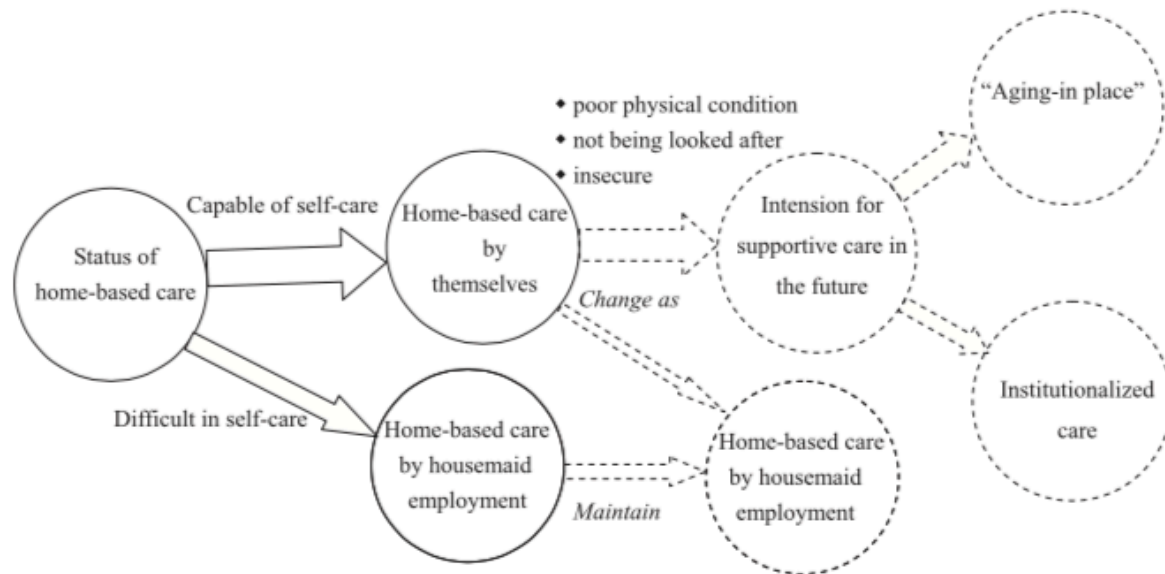 “Aging-in place”
◆ poor physical condition
◆ not being looked after
◆ insecure
Capable of self-care
Home-based care
by
themselves
Intension for
supportive care in
the future
Status of
home-based care
Change as
Institutionalized
care
Difficult in self-care
Home-based care
by housemaid
employment
Maintain
Home-based care
by housemaid
employment